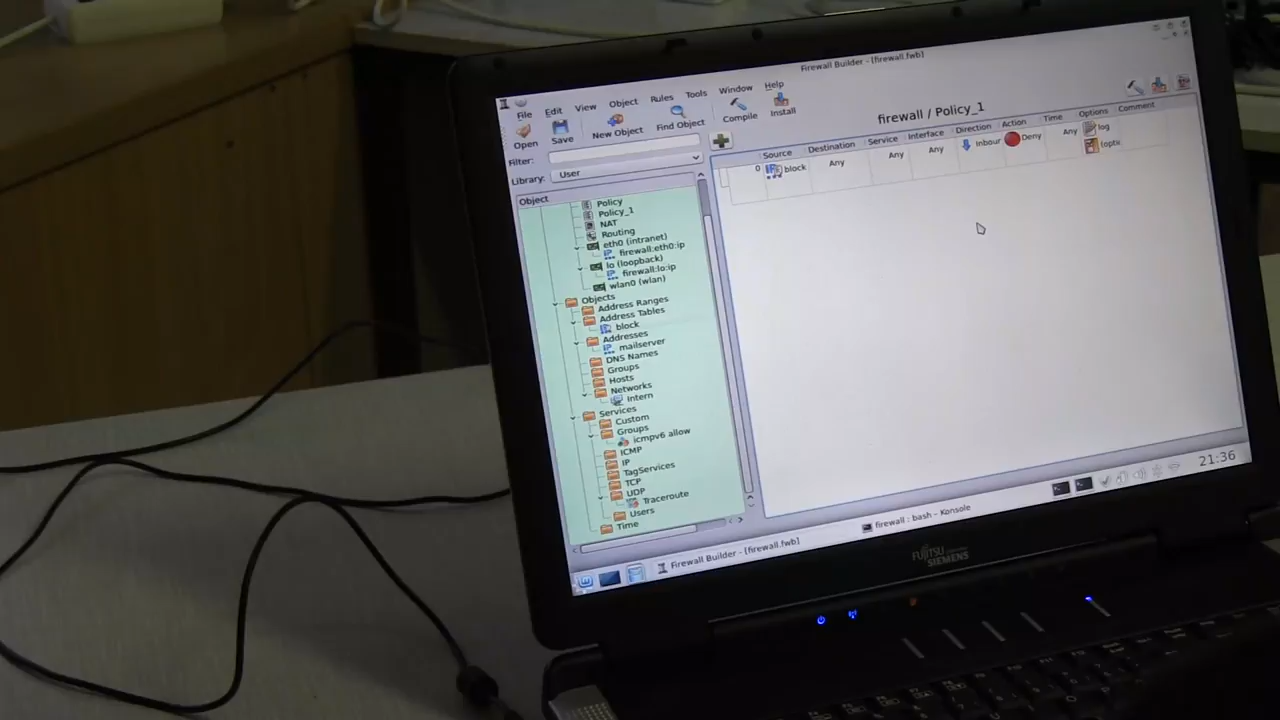 Firewall Builder - [firewall.fwb]
File Edit View Object Rules Tools Window Help
Open Save New Object Find Object Compile Install
firewall / Policy_1
Filter:
Library: User
Source Destination Service Interface Direction Action Time Options Comment
0 block Any Any Any Inbour Deny Any log
(optic
Object
Policy
Policy_1
NAT
Routing
eth0 (intranet)
firewall:eth0:ip
lo (loopback)
firewall:lo:ip
wlan0 (wlan)
Objects
Address Ranges
Address Tables
block
Addresses
mailserver
DNS Names
Groups
Hosts
Networks
Intern
Services
Custom
Groups
icmpv6 allow
ICMP
IP
TagServices
TCP
UDP
Traceroute
Users
Time
Firewall Builder - [firewall.fwb]
firewall : bash - Konsole
21:36
FUJITSU
SIEMENS